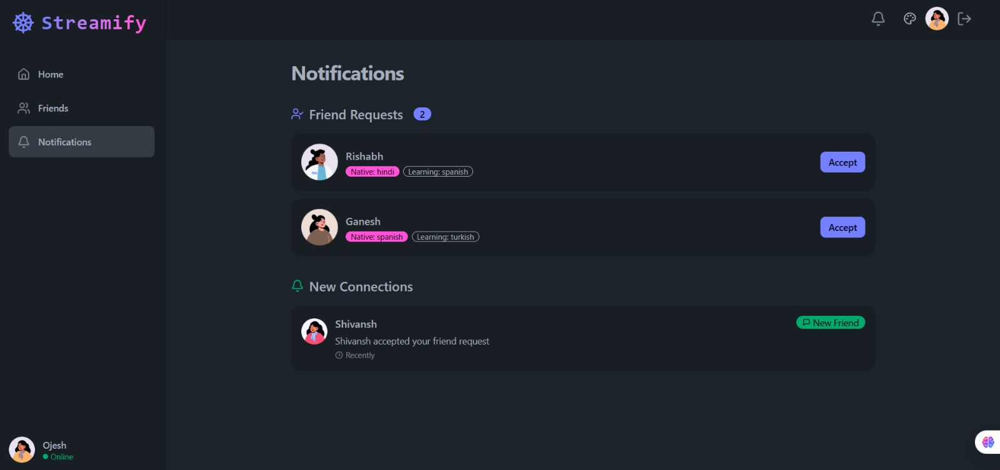 Streamify
Home
Friends
Notifications
Notifications
Friend Requests 2
Rishabh
Native: hindi Learning: spanish
Accept
Ganesh
Native: spanish Learning: turkish
Accept
New Connections
Shivansh
New Friend
Shivansh accepted your friend request
Recently
Ojesh
Online